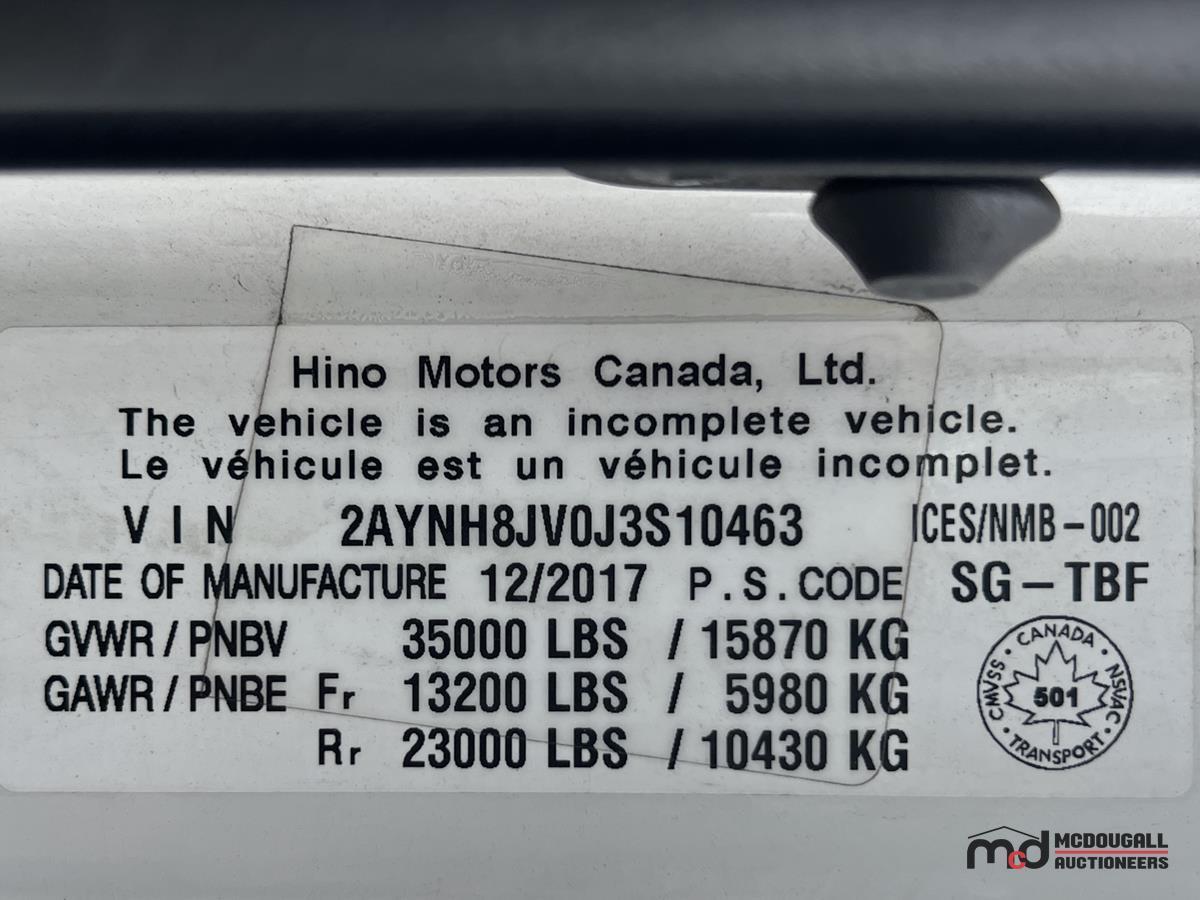 Hino Motors Canada, Ltd.
The vehicle is an incomplete vehicle.
Le véhicule est un véhicule incomplet.
VIN 2AYNH8JV0J3S10463 ICES/NMB-002
DATE OF MANUFACTURE 12/2017 P.S.CODE SG-TBF
GVWR/PNBV 35000 LBS / 15870 KG
GAWR/PNBE Fr 13200 LBS / 5980 KG
Rr 23000 LBS / 10430 KG
CANADA
CMVSS 501 NSVAC
TRANSPORT
mcd MCDOUGALL
AUCTIONEERS